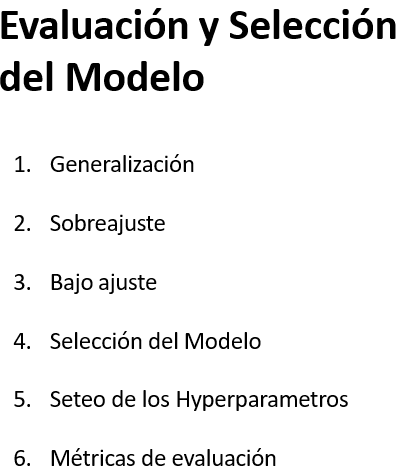 Evaluación y Selección
del Modelo
1. Generalización
2. Sobreajuste
3. Bajo ajuste
4. Selección del Modelo
5. Seteo de los Hyperparametros
6. Métricas de evaluación